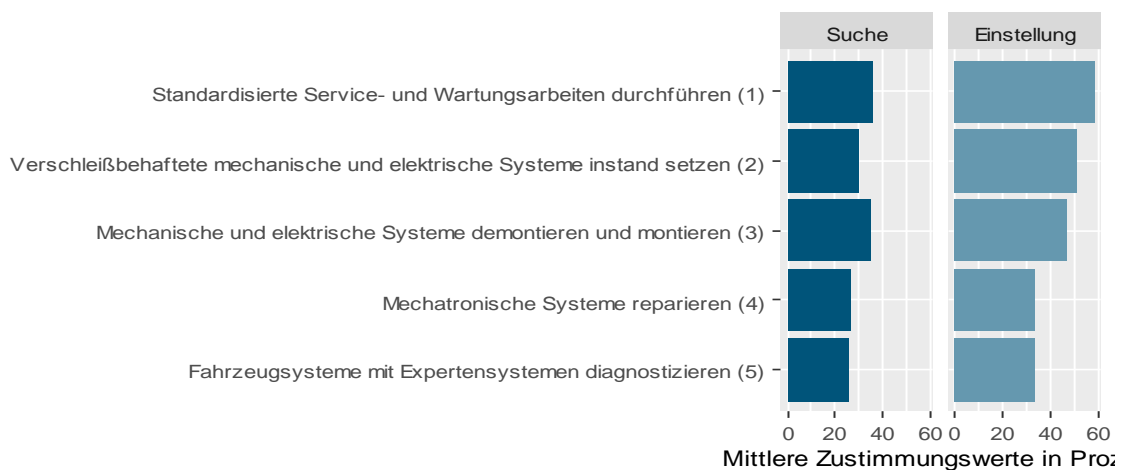 Suche
Einstellung
Standardisierte Service- und Wartungsarbeiten durchführen (1)
Verschleißbehaftete mechanische und elektrische Systeme instand setzen (2)
Mechanische und elektrische Systeme demontieren und montieren (3)
Mechatronische Systeme reparieren (4)
Fahrzeugsysteme mit Expertensystemen diagnostizieren (5)
0 20 40 60 0 20 40 60
Mittlere Zustimmungswerte in Proz